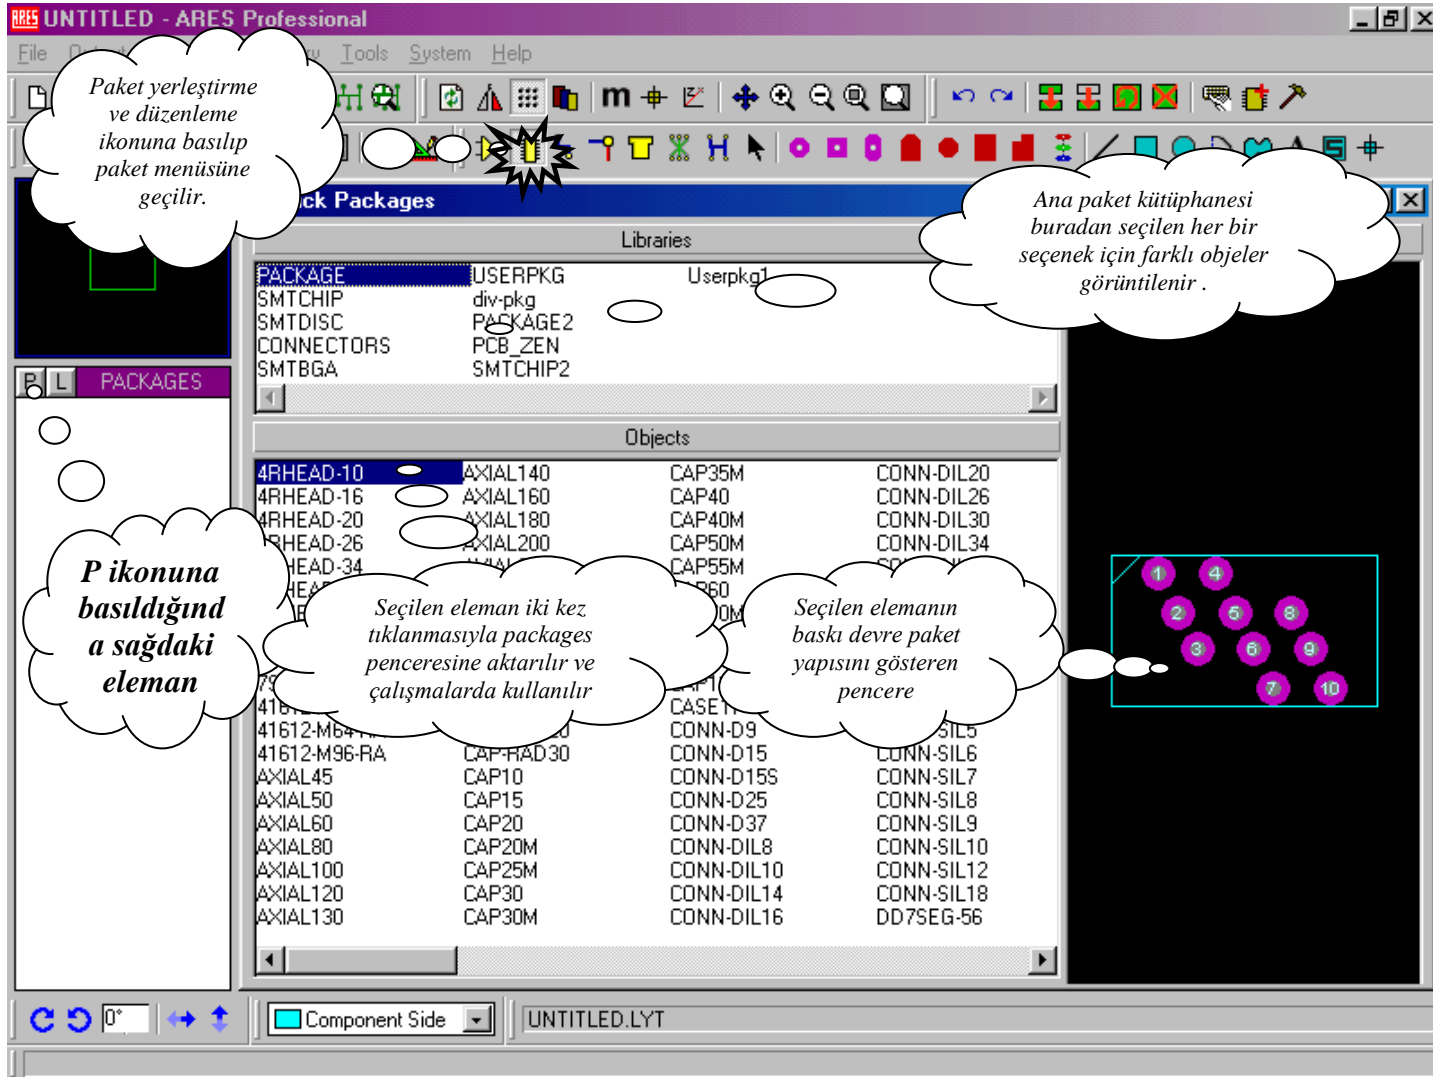 UNTITLED - ARES Professional
File
Tools System Help
Paket yerleştirme
ve düzenleme
ikonuna basılıp
paket menüsüne
geçilir.
Ana paket kütüphanesi
buradan seçilen her bir
seçenek için farklı objeler
görüntilenir .
Packages
Libraries
PACKAGE USERPKG Userpkg1
SMTCHIP div-pkg
SMTDISC PACKAGE2
CONNECTORS PCB_ZEN
SMTBGA SMTCHIP2
P L PACKAGES
Objects
4RHEAD-10 AXIAL140 CAP35M CONN-DIL20
4RHEAD-16 AXIAL160 CAP40 CONN-DIL26
4RHEAD-20 AXIAL180 CAP40M CONN-DIL30
4RHEAD-26 AXIAL200 CAP50M CONN-DIL34
CAP55M
P ikonuna
basıldığınd
a sağdaki
eleman
Seçilen eleman iki kez
tıklanmasıyla packages
penceresine aktarılır ve
çalışmalarda kullanılır
Seçilen elemanın
baskı devre paket
yapısını gösteren
pencere
1 4
2 5 8
3 6 9
7 10
CONN-D9 CONN-SIL5
41612-M96-RA CAP-RAD30 CONN-D15 CONN-SIL6
AXIAL45 CAP10 CONN-D15S CONN-SIL7
AXIAL50 CAP15 CONN-D25 CONN-SIL8
AXIAL60 CAP20 CONN-D37 CONN-SIL9
AXIAL80 CAP20M CONN-DIL8 CONN-SIL10
AXIAL100 CAP25M CONN-DIL10 CONN-SIL12
AXIAL120 CAP30 CONN-DIL14 CONN-SIL18
AXIAL130 CAP30M CONN-DIL16 DD7SEG-56
0° Component Side UNTITLED.LYT